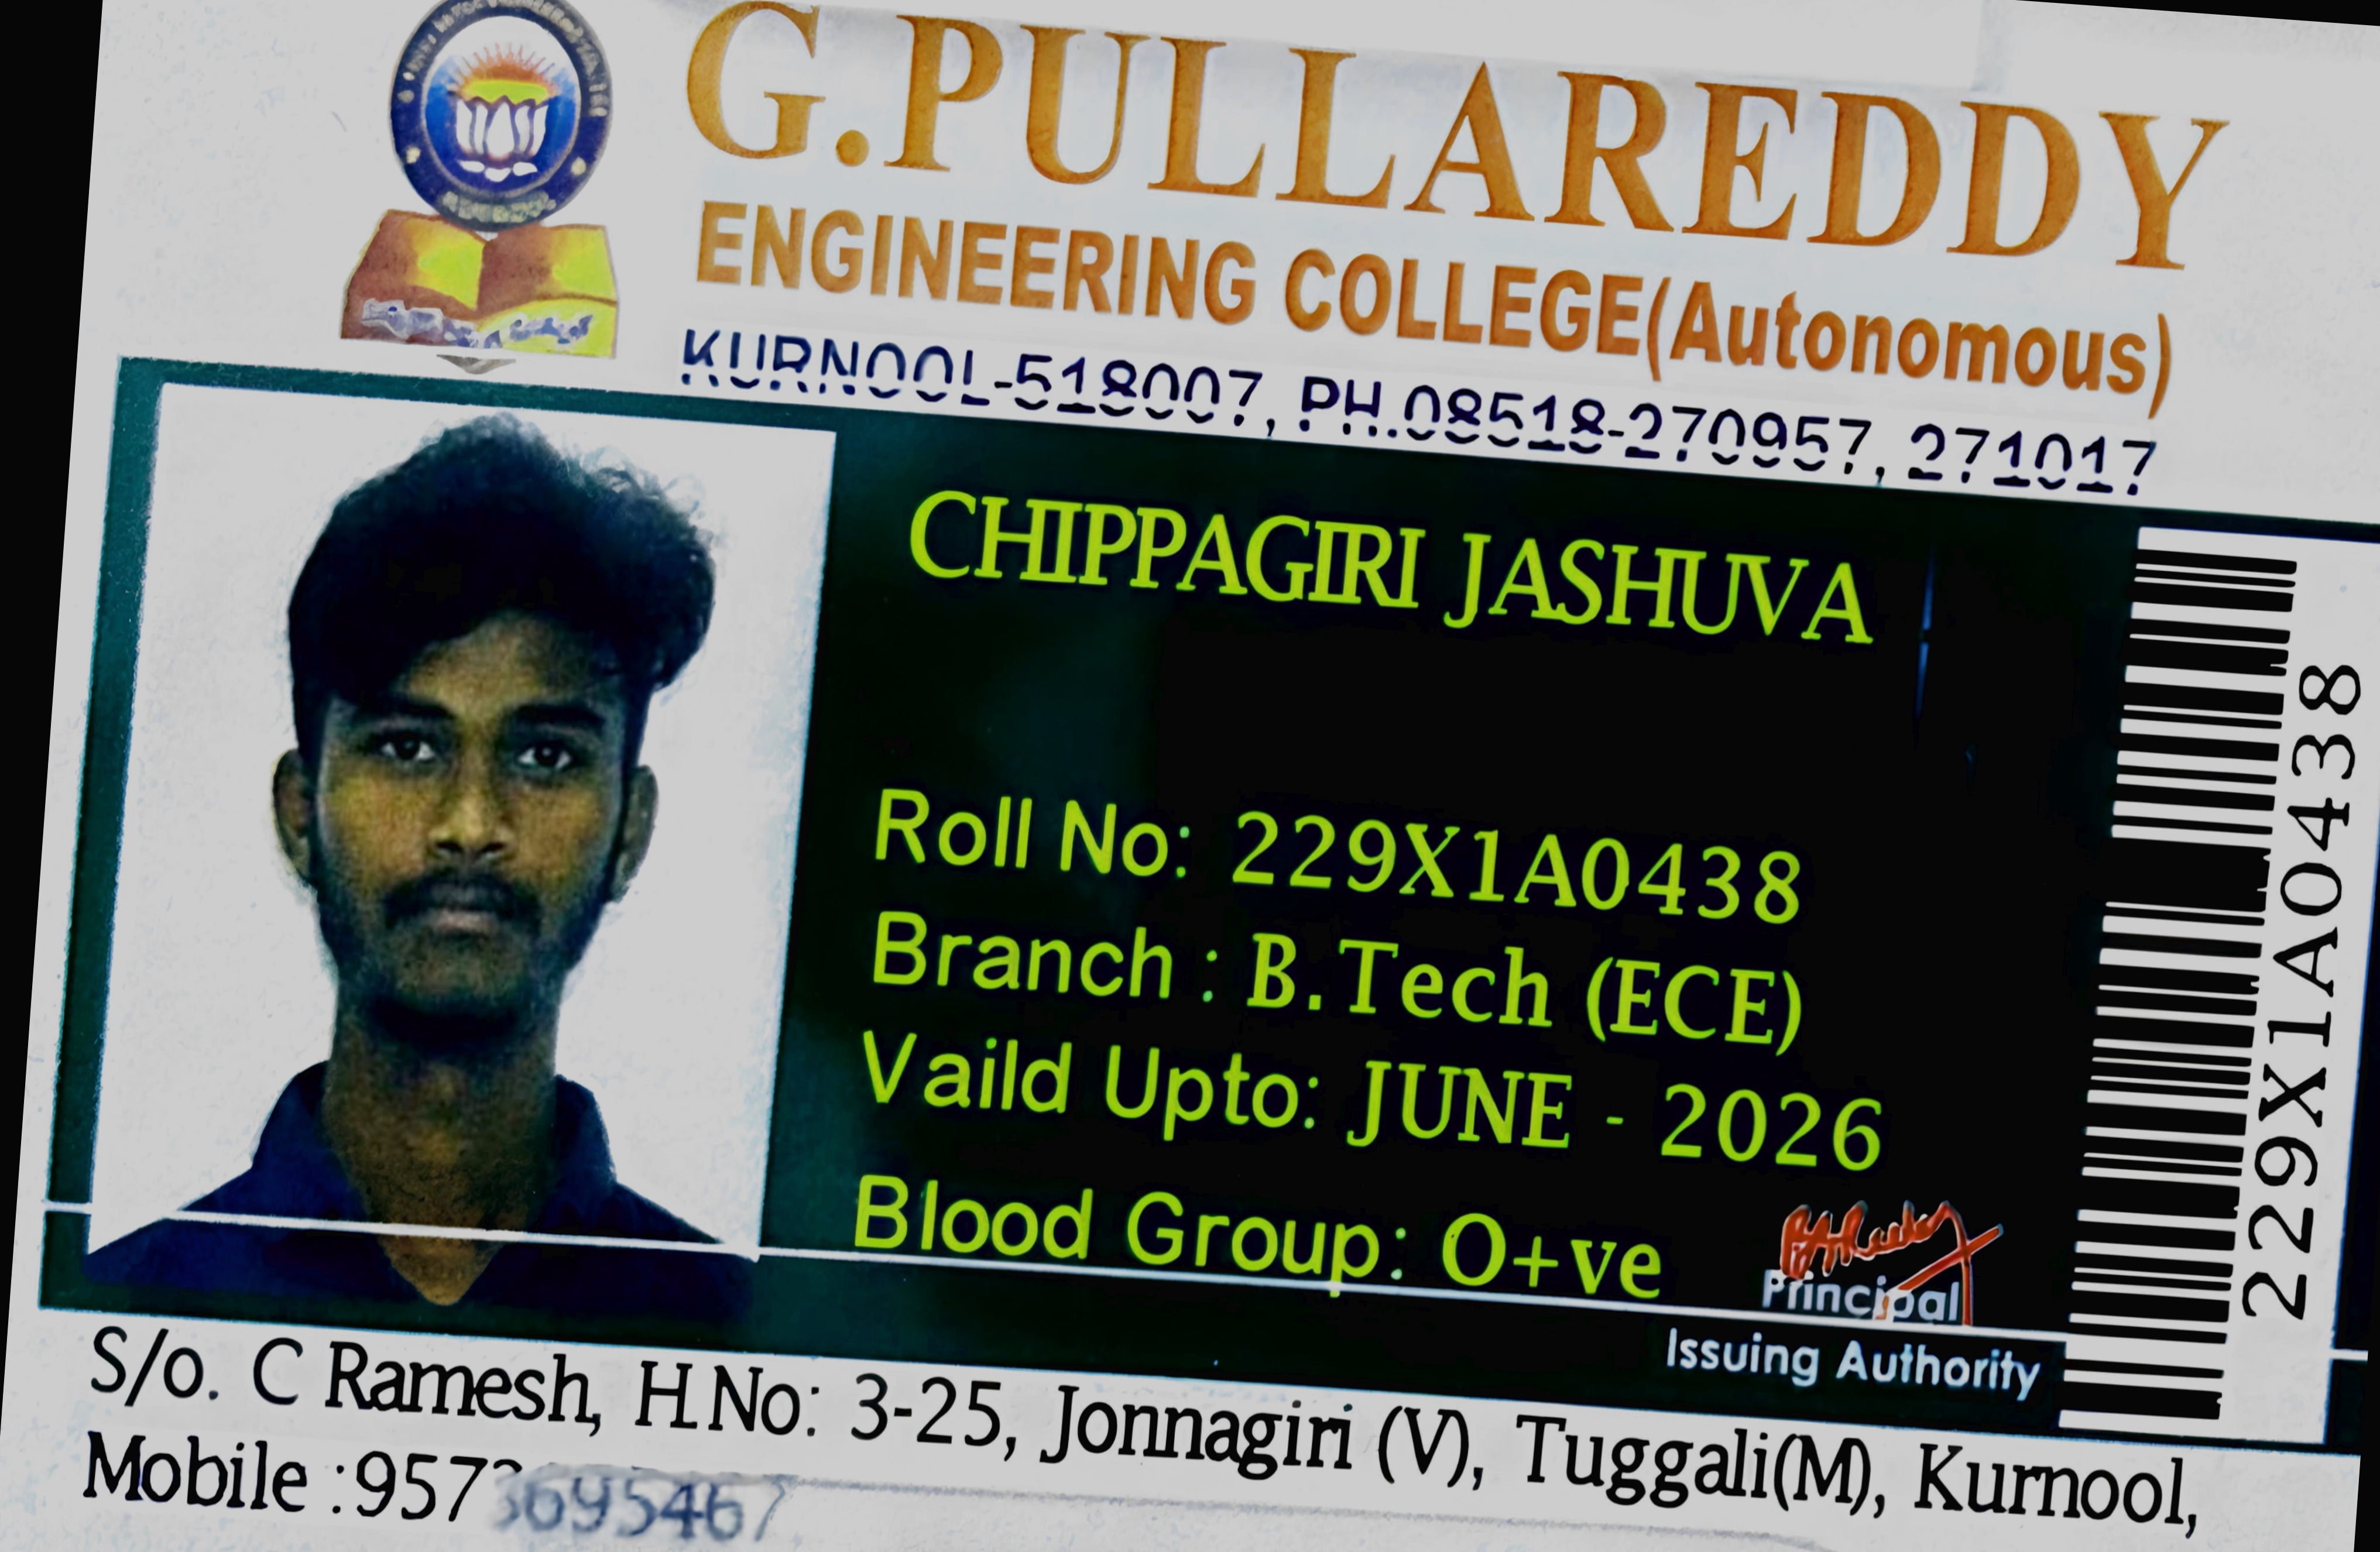 G.PULLAREDDY
ENGINEERING COLLEGE(Autonomous)
KURNOOL-518007, PH.08518-270957, 271017
CHIPPAGIRI JASHUVA
Roll No: 229X1A0438
Branch : B.Tech (ECE)
Vaild Upto: JUNE - 2026
Blood Group: O+ve
Principal
Issuing Authority
229X1A0438
S/o. C Ramesh, H.No: 3-25, Jonnagiri (V), Tuggali(M), Kurnool,
Mobile :9573695467